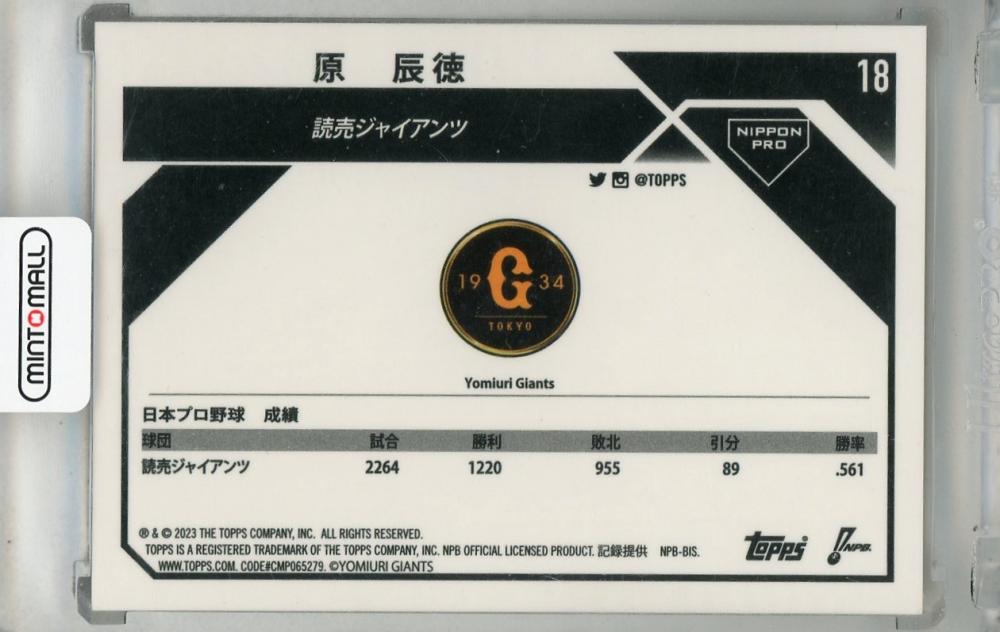 原 辰徳
18
読売ジャイアンツ
NIPPON
PRO
@TOPPS
19 G 34
TOKYO
MINTOMALL
Yomiuri Giants
日本プロ野球 成績
球団 試合 勝利 敗北 引分 勝率
読売ジャイアンツ 2264 1220 955 89 .561
® & © 2023 THE TOPPS COMPANY, INC. ALL RIGHTS RESERVED.
TOPPS IS A REGISTERED TRADEMARK OF THE TOPPS COMPANY, INC. NPB OFFICIAL LICENSED PRODUCT. 記録提供 NPB-BIS.
WWW.TOPPS.COM. CODE#CMP065279. ©YOMIURI GIANTS
topps
NPB.